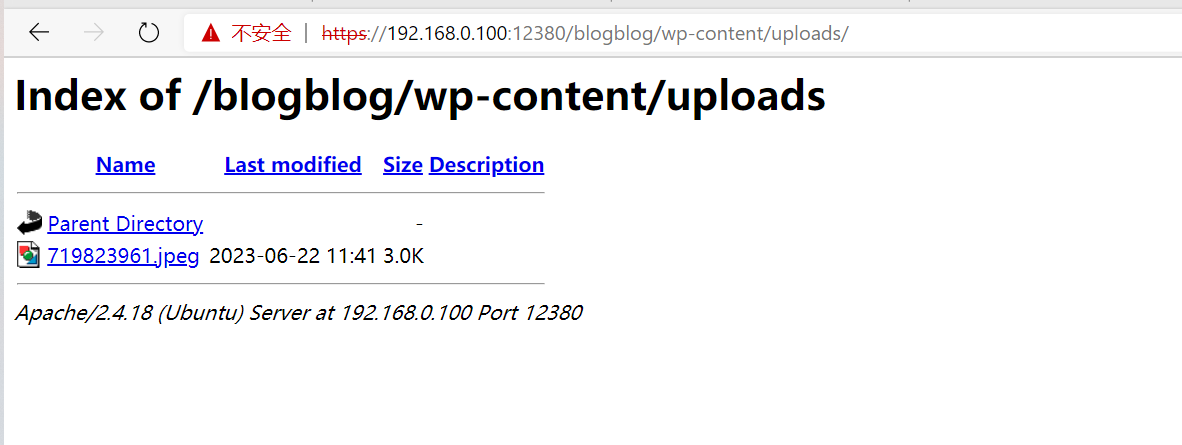 不安全 | https://192.168.0.100:12380/blogblog/wp-content/uploads/
Index of /blogblog/wp-content/uploads
Name Last modified Size Description
Parent Directory -
719823961.jpeg 2023-06-22 11:41 3.0K
Apache/2.4.18 (Ubuntu) Server at 192.168.0.100 Port 12380